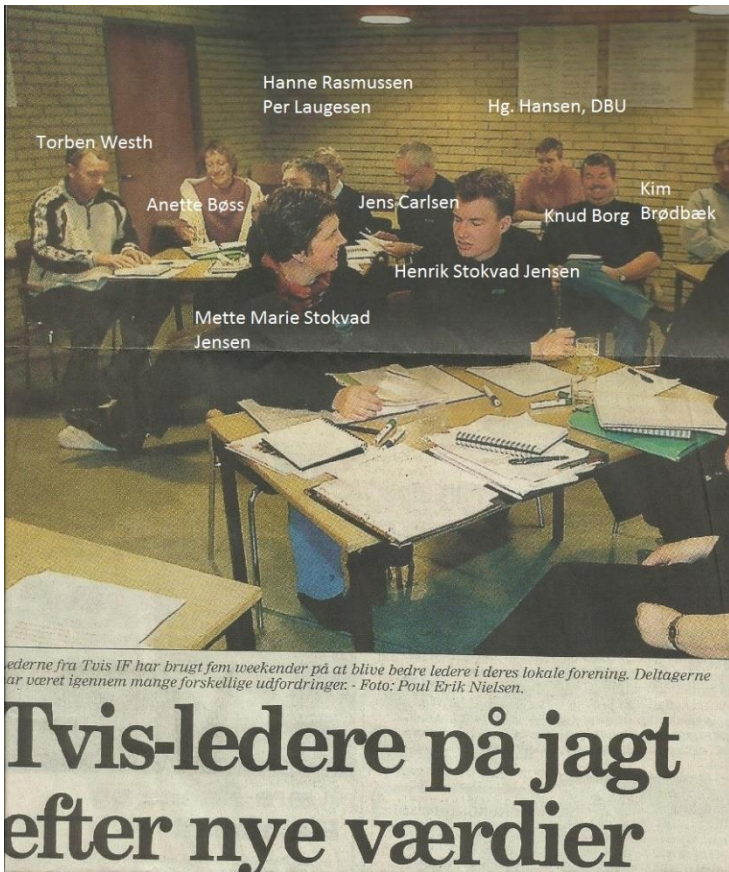 Hanne Rasmussen
Per Laugesen
Hg. Hansen, DBU
Torben Westh
Anette Bøss
Jens Carlsen
Knud Borg
Kim
Brødbæk
Henrik Stokvad Jensen
Mette Marie Stokvad
Jensen
ederne fra Tvis IF har brugt fem weekender på at blive bedre ledere i deres lokale forening. Deltagerne
ar været igennem mange forskellige udfordringer. - Foto: Poul Erik Nielsen.
Tvis-ledere på jagt
efter nye værdier